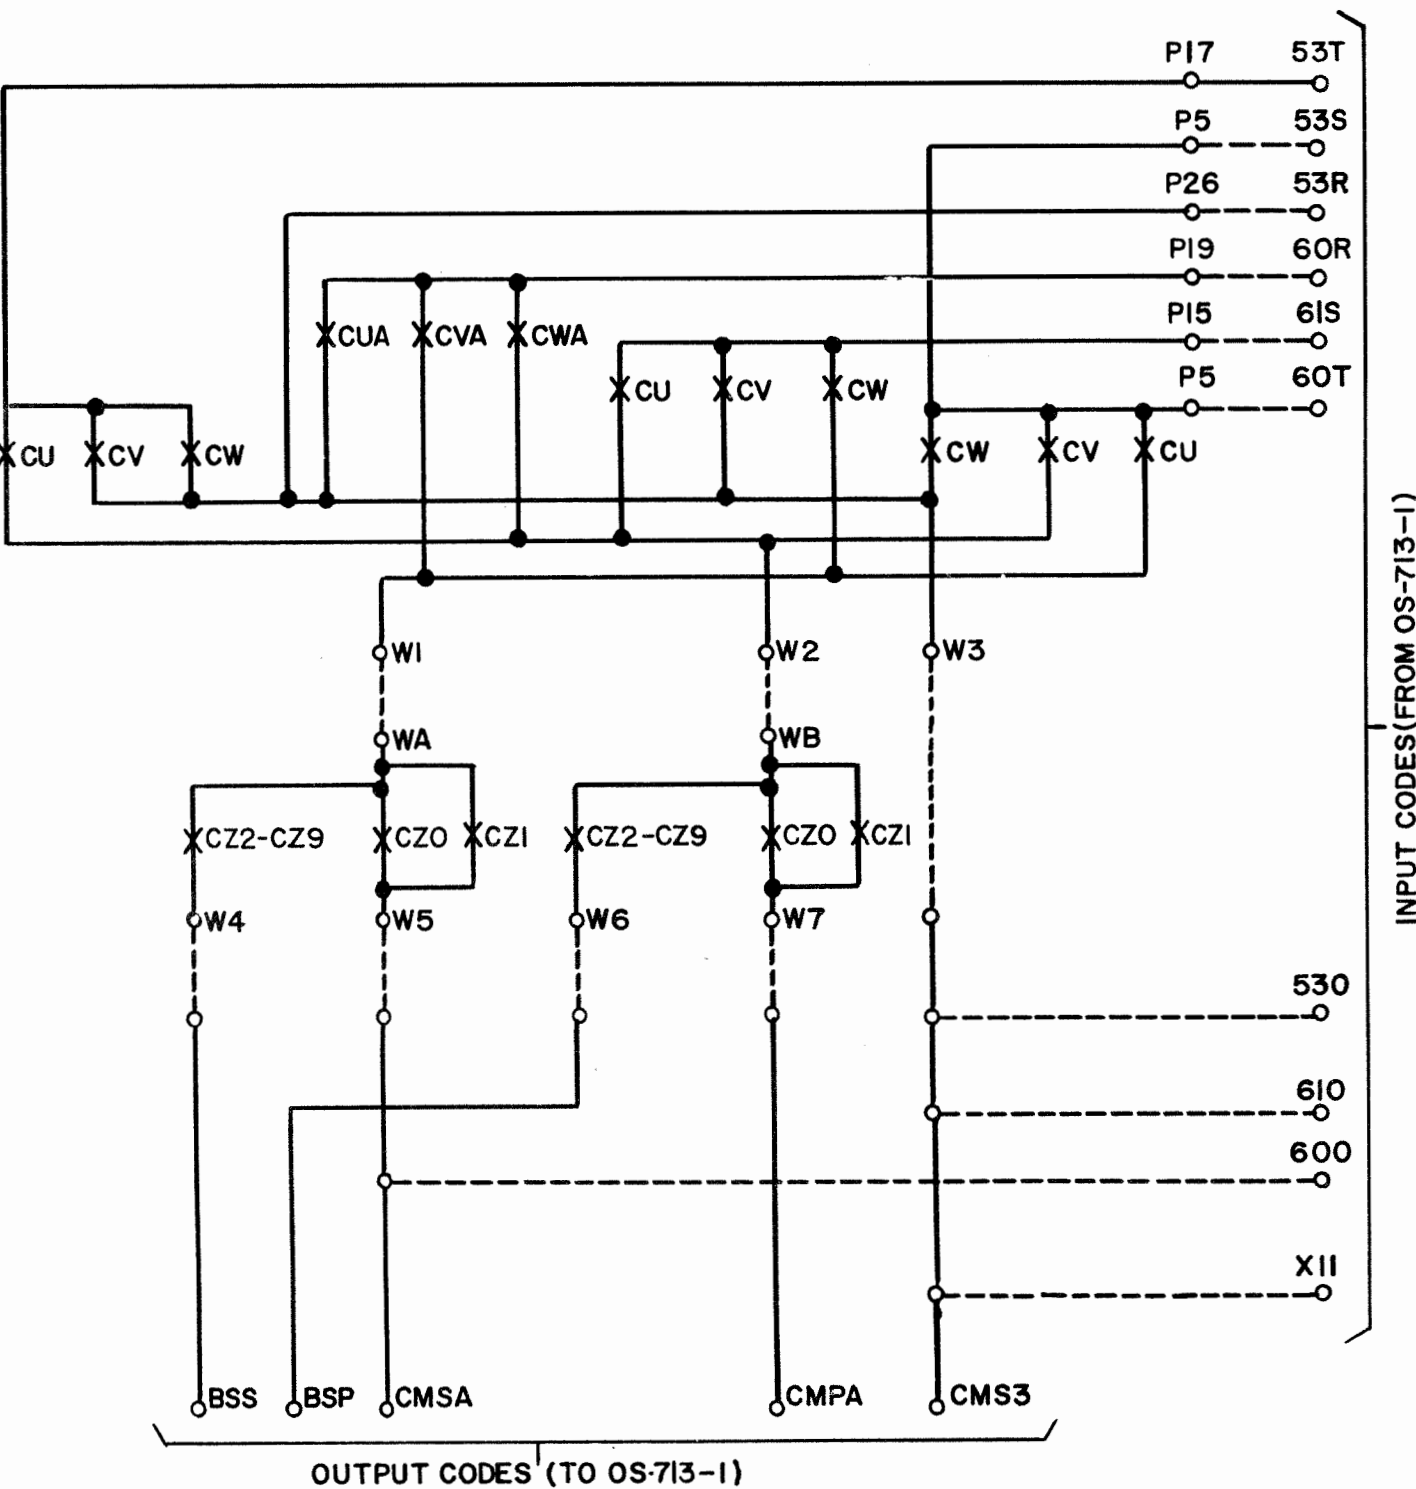 P17 53T
P5 53S
P26 53R
P19 60R
P15 61S
P5 60T
CUA CVA CWA
CU CV CW
CU CV CW
CW CV CU
W1 W2 W3
WA WB
CZ2-CZ9 CZ0 CZ1 CZ2-CZ9 CZ0 CZ1
W4 W5 W6 W7
530
610
600
X11
BSS BSP CMSA CMPA CMS3
OUTPUT CODES (TO OS-713-1)
INPUT CODES(FROM OS-713-1)